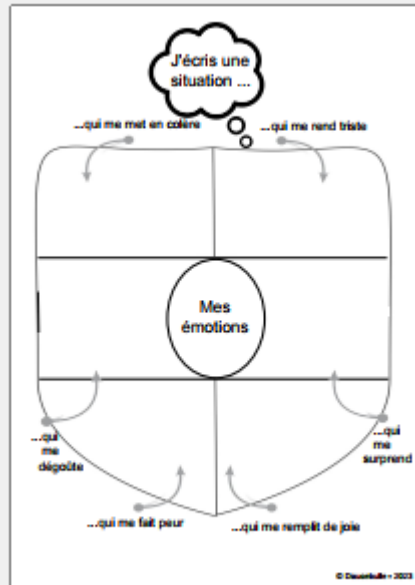 J'écris une
situation ...
...qui me met en colère
...qui me rend triste
Mes
émotions
...qui
me
dégoûte
...qui
me
surprend
...qui me fait peur
...qui me remplit de joie
2023